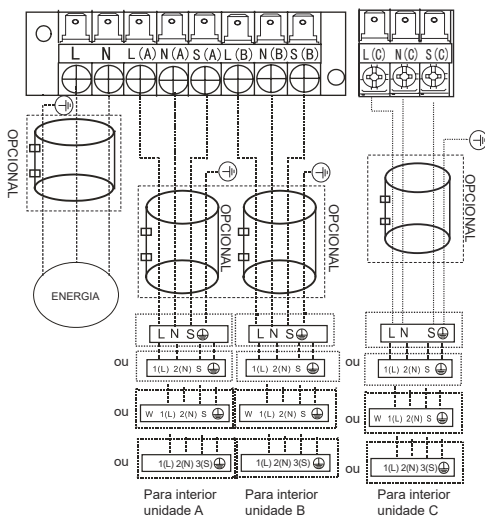 L N L(A) N(A) S(A) L(B) N(B) S(B)
L(C) N(C) S(C)
OPCIONAL
OPCIONAL
OPCIONAL
OPCIONAL
ENERGIA
L N S
L N S
L N S
ou 1(L) 2(N) S
1(L) 2(N) S
ou 1(L) 2(N) S
ou W 1(L) 2(N) S
W 1(L) 2(N) S
ou W 1(L) 2(N) S
ou 1(L) 2(N) 3(S)
1(L) 2(N) 3(S)
ou 1(L) 2(N) 3(S)
Para interior
unidade A
Para interior
unidade B
Para interior
unidade C